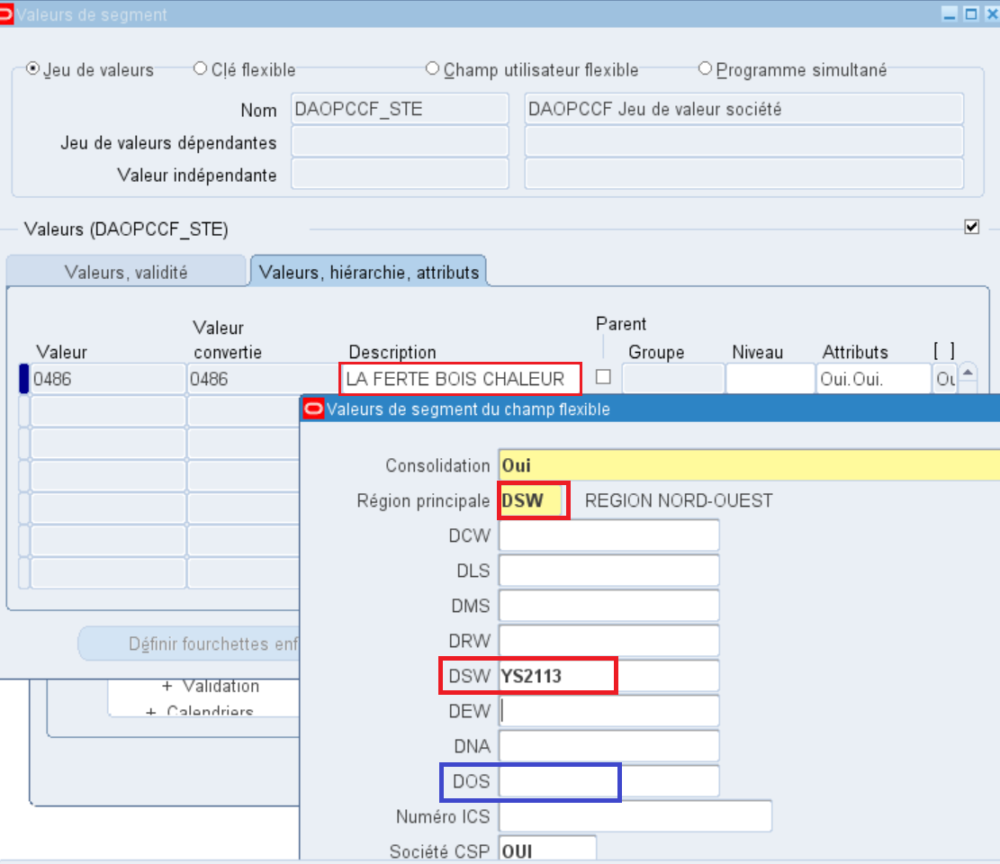 Valeurs de segment
Jeu de valeurs Clé flexible Champ utilisateur flexible Programme simultané
Nom DAOPCCF_STE DAOPCCF Jeu de valeur société
Jeu de valeurs dépendantes
Valeur indépendante
Valeurs (DAOPCCF_STE)
Valeurs, validité Valeurs, hiérarchie, attributs
Valeur Parent
Valeur convertie Description Groupe Niveau Attributs [ ]
0486 0486 LA FERTE BOIS CHALEUR Oui.Oui.
Valeurs de segment du champ flexible
Consolidation Oui
Région principale DSW REGION NORD-OUEST
DCW
DLS
DMS
DRW
DSW YS2113
DEW
DNA
DOS
Numéro ICS
Société CSP OUI
Définir fourchettes enf
+ Validation
+ Calendriers